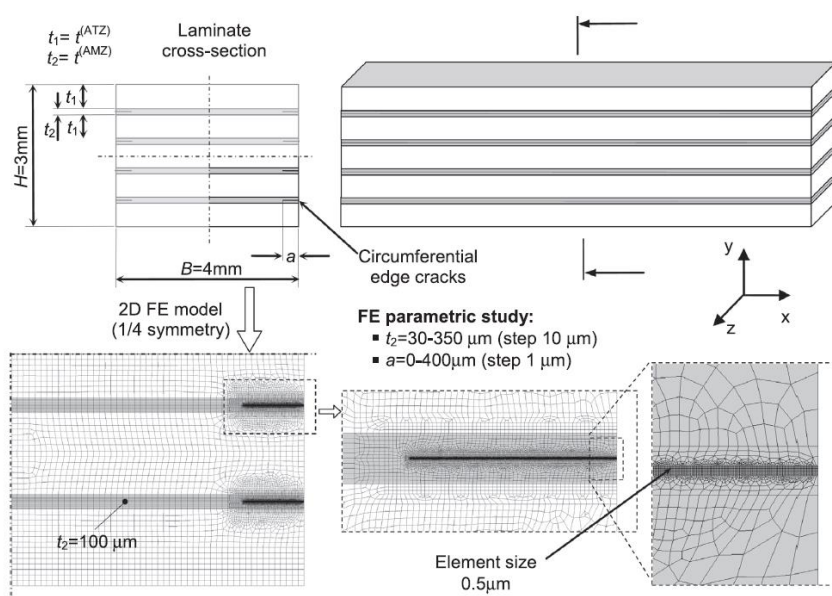 t₁= t⁽ᴬᵀᶻ⁾
t₂= t⁽ᴬᴹᶻ⁾
Laminate
cross-section
t₁
t₂
t₁
H=3mm
a
B=4mm
Circumferential
edge cracks
y
x
z
2D FE model
(1/4 symmetry)
FE parametric study:
▪ t₂=30-350 μm (step 10 μm)
▪ a=0-400μm (step 1 μm)
t₂=100 μm
Element size
0.5μm